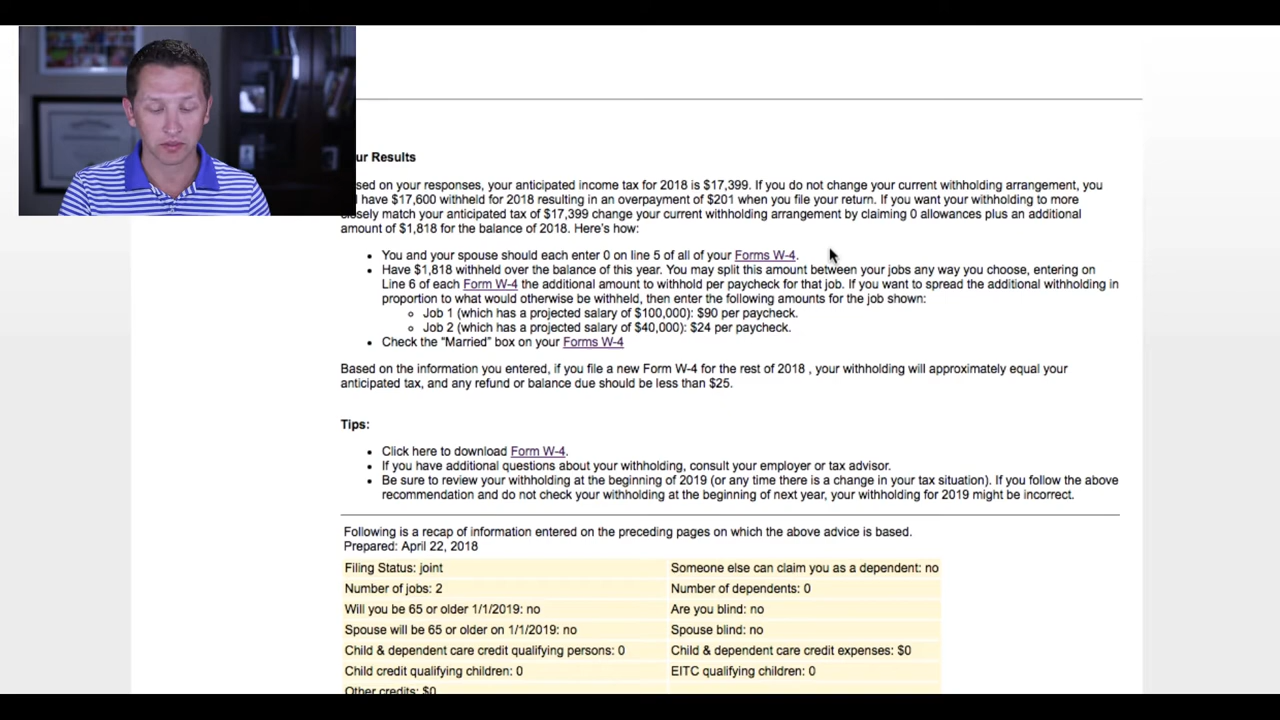 ur Results
sed on your responses, your anticipated income tax for 2018 is $17,399. If you do not change your current withholding arrangement, you
have $17,600 withheld for 2018 resulting in an overpayment of $201 when you file your return. If you want your withholding to more
closely match your anticipated tax of $17,399 change your current withholding arrangement by claiming 0 allowances plus an additional
amount of $1,818 for the balance of 2018. Here's how:
• You and your spouse should each enter 0 on line 5 of all of your Forms W-4.
• Have $1,818 withheld over the balance of this year. You may split this amount between your jobs any way you choose, entering on
Line 6 of each Form W-4 the additional amount to withhold per paycheck for that job. If you want to spread the additional withholding in
proportion to what would otherwise be withheld, then enter the following amounts for the job shown:
○ Job 1 (which has a projected salary of $100,000): $90 per paycheck.
○ Job 2 (which has a projected salary of $40,000): $24 per paycheck.
• Check the "Married" box on your Forms W-4
Based on the information you entered, if you file a new Form W-4 for the rest of 2018 , your withholding will approximately equal your
anticipated tax, and any refund or balance due should be less than $25.
Tips:
• Click here to download Form W-4.
• If you have additional questions about your withholding, consult your employer or tax advisor.
• Be sure to review your withholding at the beginning of 2019 (or any time there is a change in your tax situation). If you follow the above
recommendation and do not check your withholding at the beginning of next year, your withholding for 2019 might be incorrect.
Following is a recap of information entered on the preceding pages on which the above advice is based.
Prepared: April 22, 2018
Filing Status: joint Someone else can claim you as a dependent: no
Number of jobs: 2 Number of dependents: 0
Will you be 65 or older 1/1/2019: no Are you blind: no
Spouse will be 65 or older on 1/1/2019: no Spouse blind: no
Child & dependent care credit qualifying persons: 0 Child & dependent care credit expenses: $0
Child credit qualifying children: 0 EITC qualifying children: 0
Other credits: $0